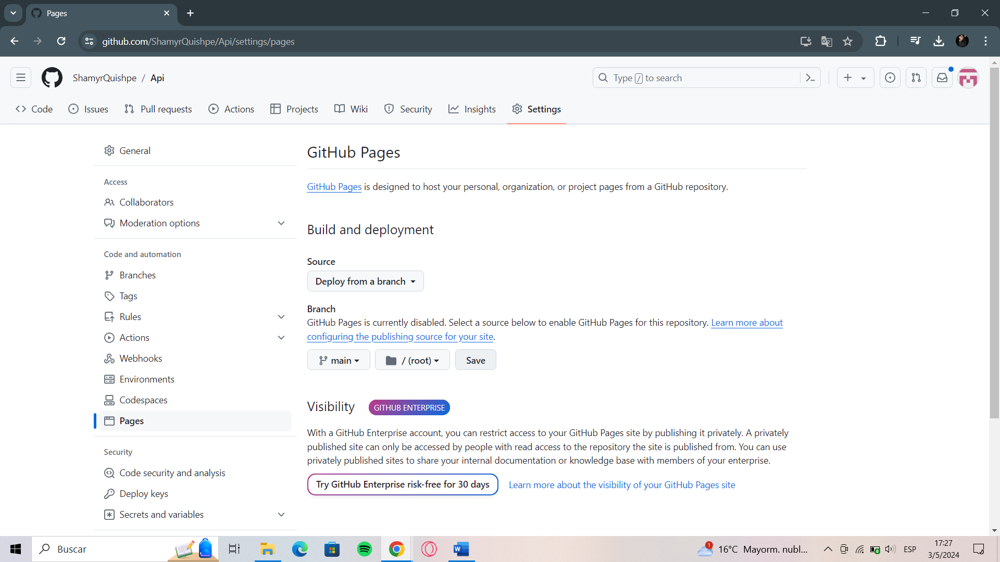 Pages
github.com/ShamyrQuishpe/Api/settings/pages
ShamyrQuishpe / Api
Type / to search
Code Issues Pull requests Actions Projects Wiki Security Insights Settings
General
Access
Collaborators
Moderation options
Code and automation
Branches
Tags
Rules
Actions
Webhooks
Environments
Codespaces
Pages
Security
Code security and analysis
Deploy keys
Secrets and variables
GitHub Pages
GitHub Pages is designed to host your personal, organization, or project pages from a GitHub repository.
Build and deployment
Source
Deploy from a branch
Branch
GitHub Pages is currently disabled. Select a source below to enable GitHub Pages for this repository. Learn more about
configuring the publishing source for your site.
main / (root) Save
Visibility GITHUB ENTERPRISE
With a GitHub Enterprise account, you can restrict access to your GitHub Pages site by publishing it privately. A privately
published site can only be accessed by people with read access to the repository the site is published from. You can use
privately published sites to share your internal documentation or knowledge base with members of your enterprise.
Try GitHub Enterprise risk-free for 30 days Learn more about the visibility of your GitHub Pages site
Buscar
1
16°C Mayorm. nubl...
ESP
17:27
3/5/2024